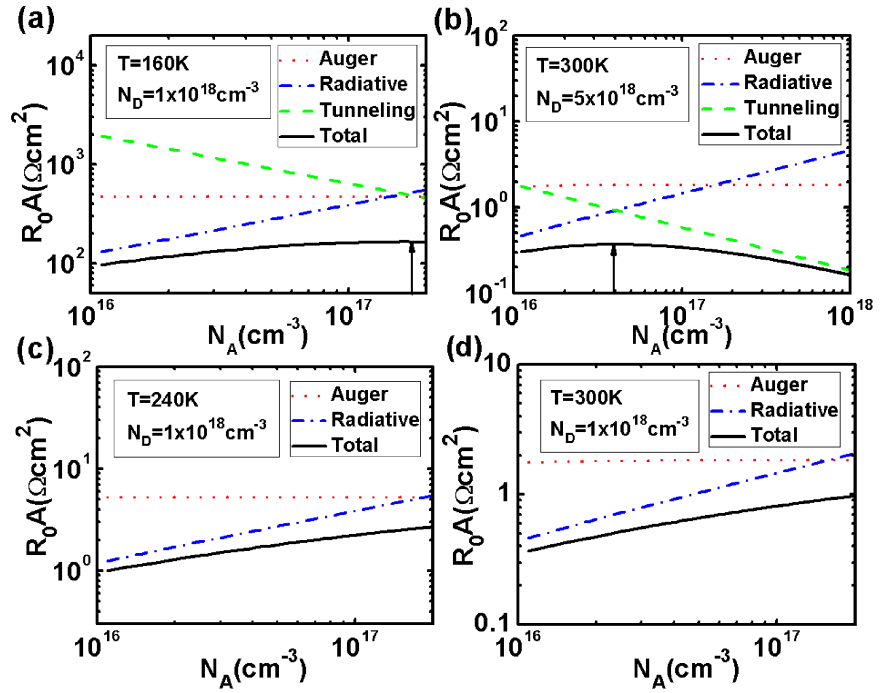 (a)
T=160K
N_D=1x10^18cm^-3
Auger
Radiative
Tunneling
Total
10^4
10^3
10^2
R_0A(Ωcm^2)
10^16
10^17
N_A(cm^-3)
(b)
T=300K
N_D=5x10^18cm^-3
Auger
Radiative
Tunneling
Total
10^2
10^1
10^0
10^-1
R_0A(Ωcm^2)
10^16
10^17
10^18
N_A(cm^-3)
(c)
T=240K
N_D=1x10^18cm^-3
Auger
Radiative
Total
10^2
10^1
10^0
R_0A(Ωcm^2)
10^16
10^17
N_A(cm^-3)
(d)
T=300K
N_D=1x10^18cm^-3
Auger
Radiative
Total
10
1
0.1
R_0A(Ωcm^2)
10^16
10^17
N_A(cm^-3)